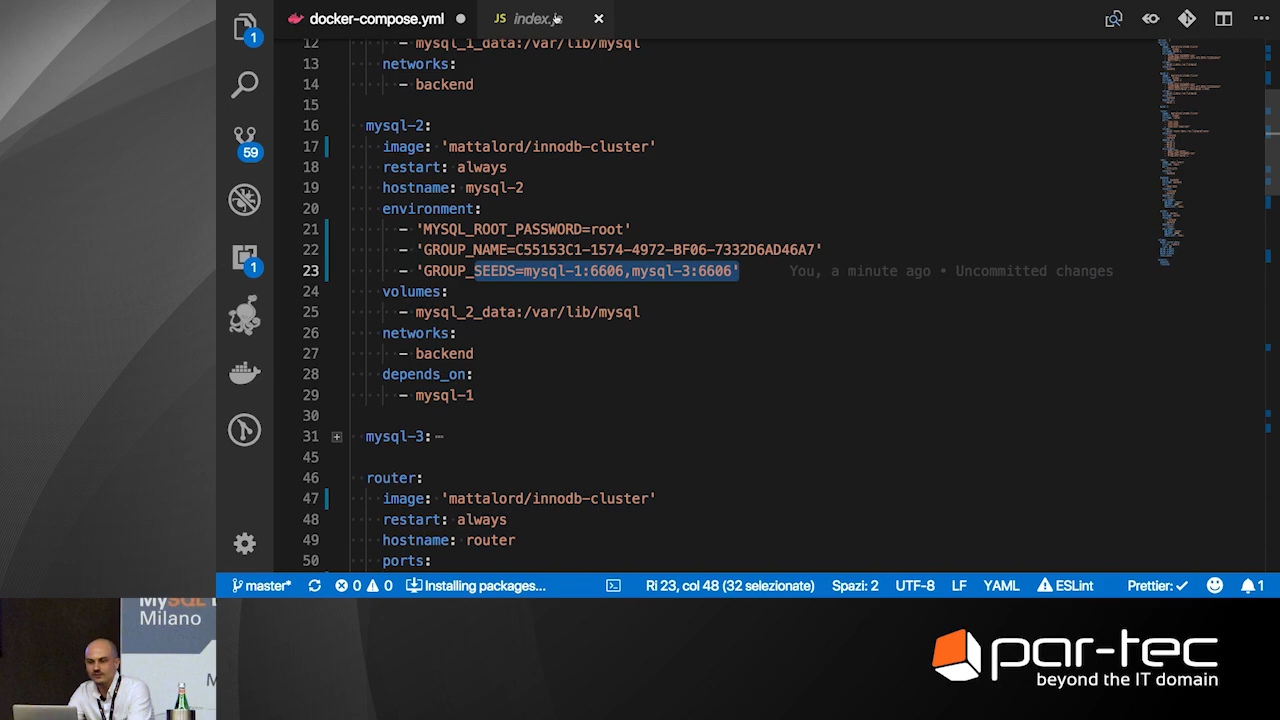 docker-compose.yml
JS index.js
12 - mysql_1_data:/var/lib/mysql
13 networks:
14 - backend
15
16 mysql-2:
17 image: 'mattalord/innodb-cluster'
18 restart: always
19 hostname: mysql-2
20 environment:
21 - 'MYSQL_ROOT_PASSWORD=root'
22 - 'GROUP_NAME=C55153C1-1574-4972-BF06-7332D6AD46A7'
23 - 'GROUP_SEEDS=mysql-1:6606,mysql-3:6606' You, a minute ago • Uncommitted changes
24 volumes:
25 - mysql_2_data:/var/lib/mysql
26 networks:
27 - backend
28 depends_on:
29 - mysql-1
30
31 mysql-3:
45
46 router:
47 image: 'mattalord/innodb-cluster'
48 restart: always
49 hostname: router
50 ports:
1
59
1
master* 0 0 Installing packages... Ri 23, col 48 (32 selezionate) Spazi: 2 UTF-8 LF YAML ESLint Prettier: ✓ 1
MySQL
Milano
M
par-tec
beyond the IT domain